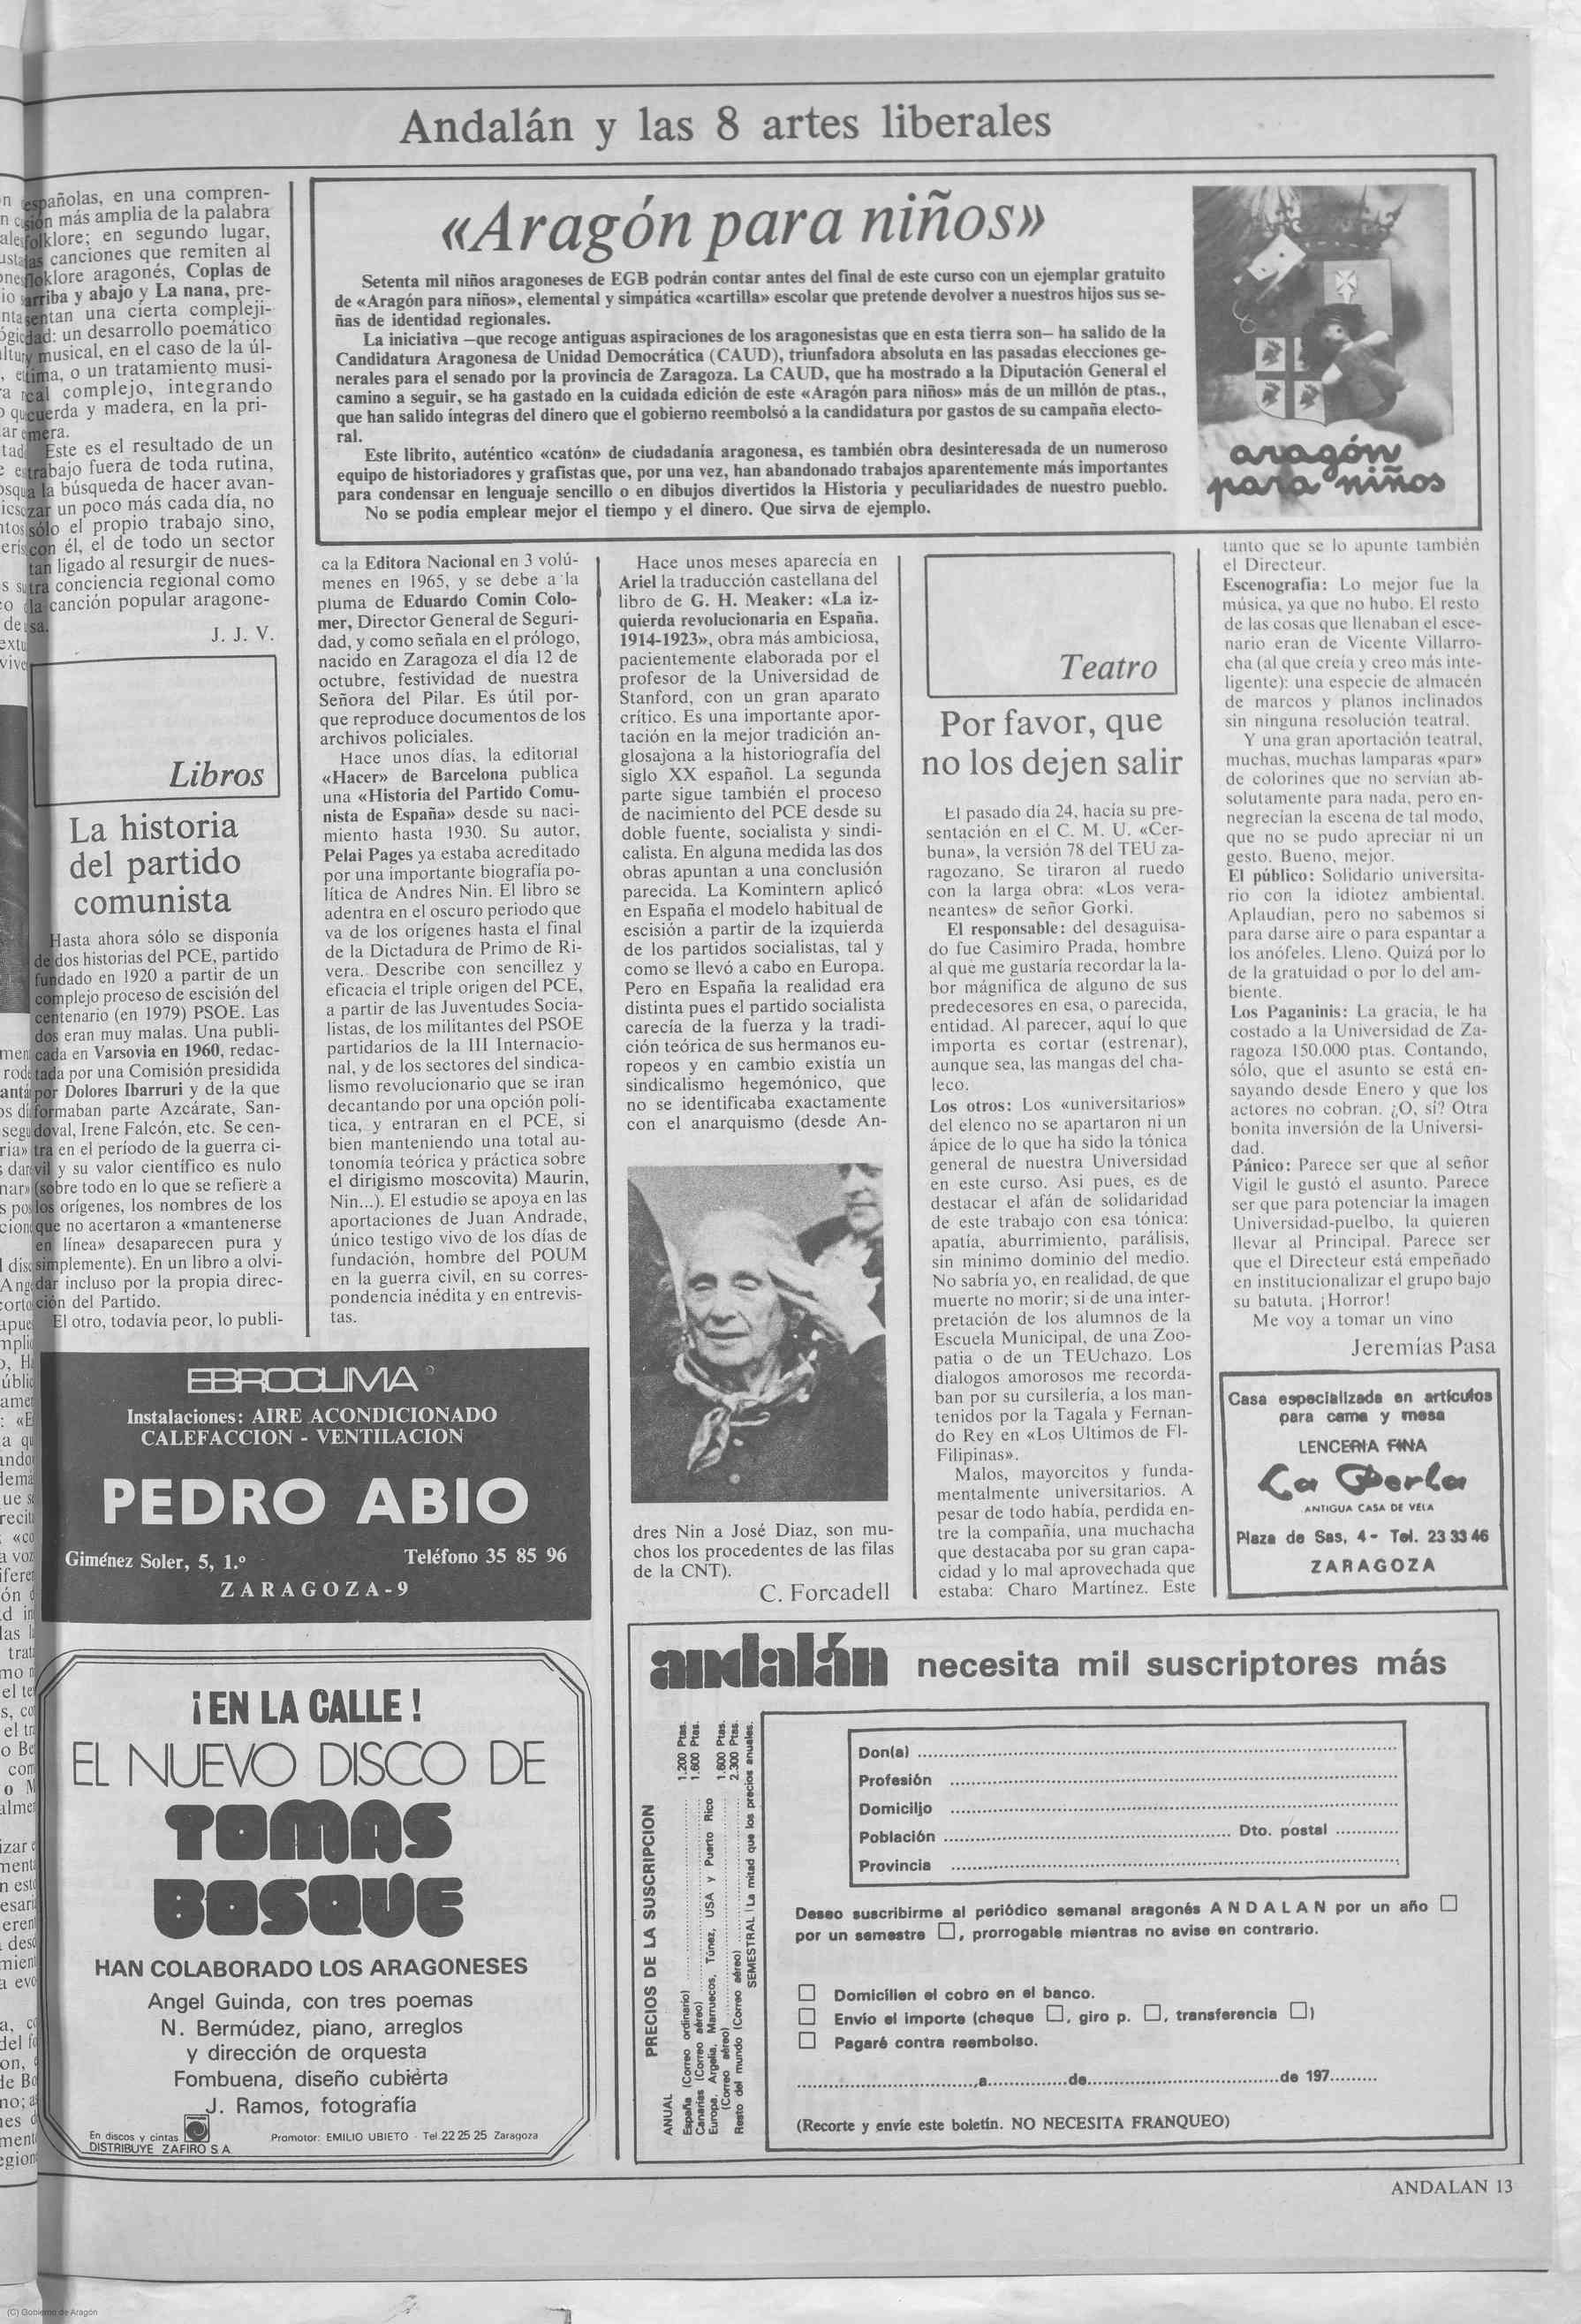 Andalán y las 8 artes liberales
españolas, en una compren-
sión más amplia de la palabra
folklore; en segundo lugar,
las canciones que remiten al
floklore aragonés, Coplas de
arriba y abajo y La nana, pre-
sentan una cierta compleji-
dad: un desarrollo poemático
y musical, en el caso de la úl-
tima, o un tratamiento musi-
cal complejo, integrando
cuerda y madera, en la pri-
mera.
Este es el resultado de un
trabajo fuera de toda rutina,
a la búsqueda de hacer avan-
zar un poco más cada día, no
sólo el propio trabajo sino,
con él, el de todo un sector
tan ligado al resurgir de nues-
tra conciencia regional como
la canción popular aragone-
sa.
J. J. V.
«Aragón para niños»
Setenta mil niños aragoneses de EGB podrán contar antes del final de este curso con un ejemplar gratuito
de «Aragón para niños», elemental y simpática «cartilla» escolar que pretende devolver a nuestros hijos sus se-
ñas de identidad regionales.
La iniciativa —que recoge antiguas aspiraciones de los aragonesistas que en esta tierra son— ha salido de la
Candidatura Aragonesa de Unidad Democrática (CAUD), triunfadora absoluta en las pasadas elecciones ge-
nerales para el senado por la provincia de Zaragoza. La CAUD, que ha mostrado a la Diputación General el
camino a seguir, se ha gastado en la cuidada edición de este «Aragón para niños» más de un millón de ptas.,
que han salido íntegras del dinero que el gobierno reembolsó a la candidatura por gastos de su campaña electo-
ral.
Este librito, auténtico «catón» de ciudadanía aragonesa, es también obra desinteresada de un numeroso
equipo de historiadores y grafistas que, por una vez, han abandonado trabajos aparentemente más importantes
para condensar en lenguaje sencillo o en dibujos divertidos la Historia y peculiaridades de nuestro pueblo.
No se podía emplear mejor el tiempo y el dinero. Que sirva de ejemplo.
aragón
para niños
Libros
La historia
del partido
comunista
Hasta ahora sólo se disponía
de dos historias del PCE, partido
fundado en 1920 a partir de un
complejo proceso de escisión del
centenario (en 1979) PSOE. Las
dos eran muy malas. Una publi-
cada en Varsovia en 1960, redac-
tada por una Comisión presidida
por Dolores Ibarruri y de la que
formaban parte Azcárate, San-
doval, Irene Falcón, etc. Se cen-
tra en el período de la guerra ci-
vil y su valor científico es nulo
(sobre todo en lo que se refiere a
los orígenes, los nombres de los
que no acertaron a «mantenerse
en línea» desaparecen pura y
simplemente). En un libro a olvi-
dar incluso por la propia direc-
ción del Partido.
El otro, todavía peor, lo publi-
ca la Editora Nacional en 3 volú-
menes en 1965, y se debe a la
pluma de Eduardo Comin Colo-
mer, Director General de Seguri-
dad, y como señala en el prólogo,
nacido en Zaragoza el día 12 de
octubre, festividad de nuestra
Señora del Pilar. Es útil por-
que reproduce documentos de los
archivos policiales.
Hace unos días, la editorial
«Hacer» de Barcelona publica
una «Historia del Partido Comu-
nista de España» desde su naci-
miento hasta 1930. Su autor,
Pelai Pages ya estaba acreditado
por una importante biografía po-
lítica de Andres Nin. El libro se
adentra en el oscuro periodo que
va de los orígenes hasta el final
de la Dictadura de Primo de Ri-
vera. Describe con sencillez y
eficacia el triple origen del PCE,
a partir de las Juventudes Socia-
listas, de los militantes del PSOE
partidarios de la III Internacio-
nal, y de los sectores del sindica-
lismo revolucionario que se iran
decantando por una opción polí-
tica, y entraran en el PCE, si
bien manteniendo una total au-
tonomía teórica y práctica sobre
el dirigismo moscovita) Maurin,
Nin...). El estudio se apoya en las
aportaciones de Juan Andrade,
único testigo vivo de los días de
fundación, hombre del POUM
en la guerra civil, en su corres-
pondencia inédita y en entrevis-
tas.
Hace unos meses aparecía en
Ariel la traducción castellana del
libro de G. H. Meaker: «La iz-
quierda revolucionaria en España.
1914-1923», obra más ambiciosa,
pacientemente elaborada por el
profesor de la Universidad de
Stanford, con un gran aparato
crítico. Es una importante apor-
tación en la mejor tradición an-
glosajona a la historiografía del
siglo XX español. La segunda
parte sigue también el proceso
de nacimiento del PCE desde su
doble fuente, socialista y sindi-
calista. En alguna medida las dos
obras apuntan a una conclusión
parecida. La Komintern aplicó
en España el modelo habitual de
escisión a partir de la izquierda
de los partidos socialistas, tal y
como se llevó a cabo en Europa.
Pero en España la realidad era
distinta pues el partido socialista
carecía de la fuerza y la tradi-
ción teórica de sus hermanos eu-
ropeos y en cambio existía un
sindicalismo hegemónico, que
no se identificaba exactamente
con el anarquismo (desde An-
dres Nin a José Diaz, son mu-
chos los procedentes de las filas
de la CNT).
C. Forcadell
Teatro
Por favor, que
no los dejen salir
El pasado día 24, hacía su pre-
sentación en el C. M. U. «Cer-
buna», la versión 78 del TEU za-
ragozano. Se tiraron al ruedo
con la larga obra: «Los vera-
neantes» de señor Gorki.
El responsable: del desaguisa-
do fue Casimiro Prada, hombre
al que me gustaría recordar la la-
bor mágnifica de alguno de sus
predecesores en esa, o parecida,
entidad. Al parecer, aquí lo que
importa es cortar (estrenar),
aunque sea, las mangas del cha-
leco.
Los otros: Los «universitarios»
del elenco no se apartaron ni un
ápice de lo que ha sido la tónica
general de nuestra Universidad
en este curso. Asi pues, es de
destacar el afán de solidaridad
de este trabajo con esa tónica:
apatía, aburrimiento, parálisis,
sin mínimo dominio del medio.
No sabría yo, en realidad, de que
muerte no morir; si de una inter-
pretación de los alumnos de la
Escuela Municipal, de una Zoo-
patia o de un TEUchazo. Los
dialogos amorosos me recorda-
ban por su cursilería, a los man-
tenidos por la Tagala y Fernan-
do Rey en «Los Ultimos de FI-
Filipinas».
Malos, mayorcitos y funda-
mentalmente universitarios. A
pesar de todo había, perdida en-
tre la compañía, una muchacha
que destacaba por su gran capa-
cidad y lo mal aprovechada que
estaba: Charo Martínez. Este
tanto que se lo apunte también
el Directeur.
Escenografia: Lo mejor fue la
música, ya que no hubo. El resto
de las cosas que llenaban el esce-
nario eran de Vicente Villarro-
cha (al que creía y creo más inte-
ligente): una especie de almacén
de marcos y planos inclinados
sin ninguna resolución teatral.
Y una gran aportación teatral,
muchas, muchas lamparas «par»
de colorines que no servían ab-
solutamente para nada, pero en-
negrecian la escena de tal modo,
que no se pudo apreciar ni un
gesto. Bueno, mejor.
El público: Solidario universita-
rio con la idiotez ambiental.
Aplaudían, pero no sabemos si
para darse aire o para espantar a
los anófeles. Lleno. Quizá por lo
de la gratuidad o por lo del am-
biente.
Los Paganinis: La gracia, le ha
costado a la Universidad de Za-
ragoza 150.000 ptas. Contando,
sólo, que el asunto se está en-
sayando desde Enero y que los
actores no cobran. ¿O, sí? Otra
bonita inversión de la Universi-
dad.
Pánico: Parece ser que al señor
Vigil le gustó el asunto. Parece
ser que para potenciar la imagen
Universidad-puelbo, la quieren
llevar al Principal. Parece ser
que el Directeur está empeñado
en institucionalizar el grupo bajo
su batuta. ¡Horror!
Me voy a tomar un vino
Jeremías Pasa
EBROCLIMA
Instalaciones: AIRE ACONDICIONADO
CALEFACCION - VENTILACION
PEDRO ABIO
Giménez Soler, 5, 1.º
Teléfono 35 85 96
ZARAGOZA-9
Casa especializada en artículos
para cama y mesa
LENCERIA FINA
La Perla
ANTIGUA CASA DE VELA
Plaza de Sas, 4 - Tel. 23 33 46
ZARAGOZA
¡EN LA CALLE!
EL NUEVO DISCO DE
TOMAS
BOSQUE
HAN COLABORADO LOS ARAGONESES
Angel Guinda, con tres poemas
N. Bermúdez, piano, arreglos
y dirección de orquesta
Fombuena, diseño cubierta
J. Ramos, fotografía
En discos y cintas
DISTRIBUYE ZAFIRO S A
Promotor: EMILIO UBIETO - Tel 22 25 25 Zaragoza
andalán necesita mil suscriptores más
PRECIOS DE LA SUSCRIPCION
ANUAL
España (Correo ordinario) 1.200 Ptas.
Canarias (Correo aéreo) 1.600 Ptas.
Europa, Argelia, Marruecos, Túnez, USA y Puerto Rico
(Correo aéreo) 1.600 Ptas.
Resto del mundo (Correo aéreo) 2.300 Ptas.
SEMESTRAL: La mitad que los precios anuales.
Don(a)
Profesión
Domiciljo
Población Dto. postal
Provincia
Deseo suscribirme al periódico semanal aragonés ANDALAN por un año □
por un semestre □, prorrogable mientras no avise en contrario.
□ Domicilien el cobro en el banco.
□ Envío el importe (cheque □, giro p. □, transferencia □)
□ Pagaré contra reembolso.
,a de de 197
(Recorte y envíe este boletín. NO NECESITA FRANQUEO)
ANDALAN 13
(C) Gobierno de Aragón